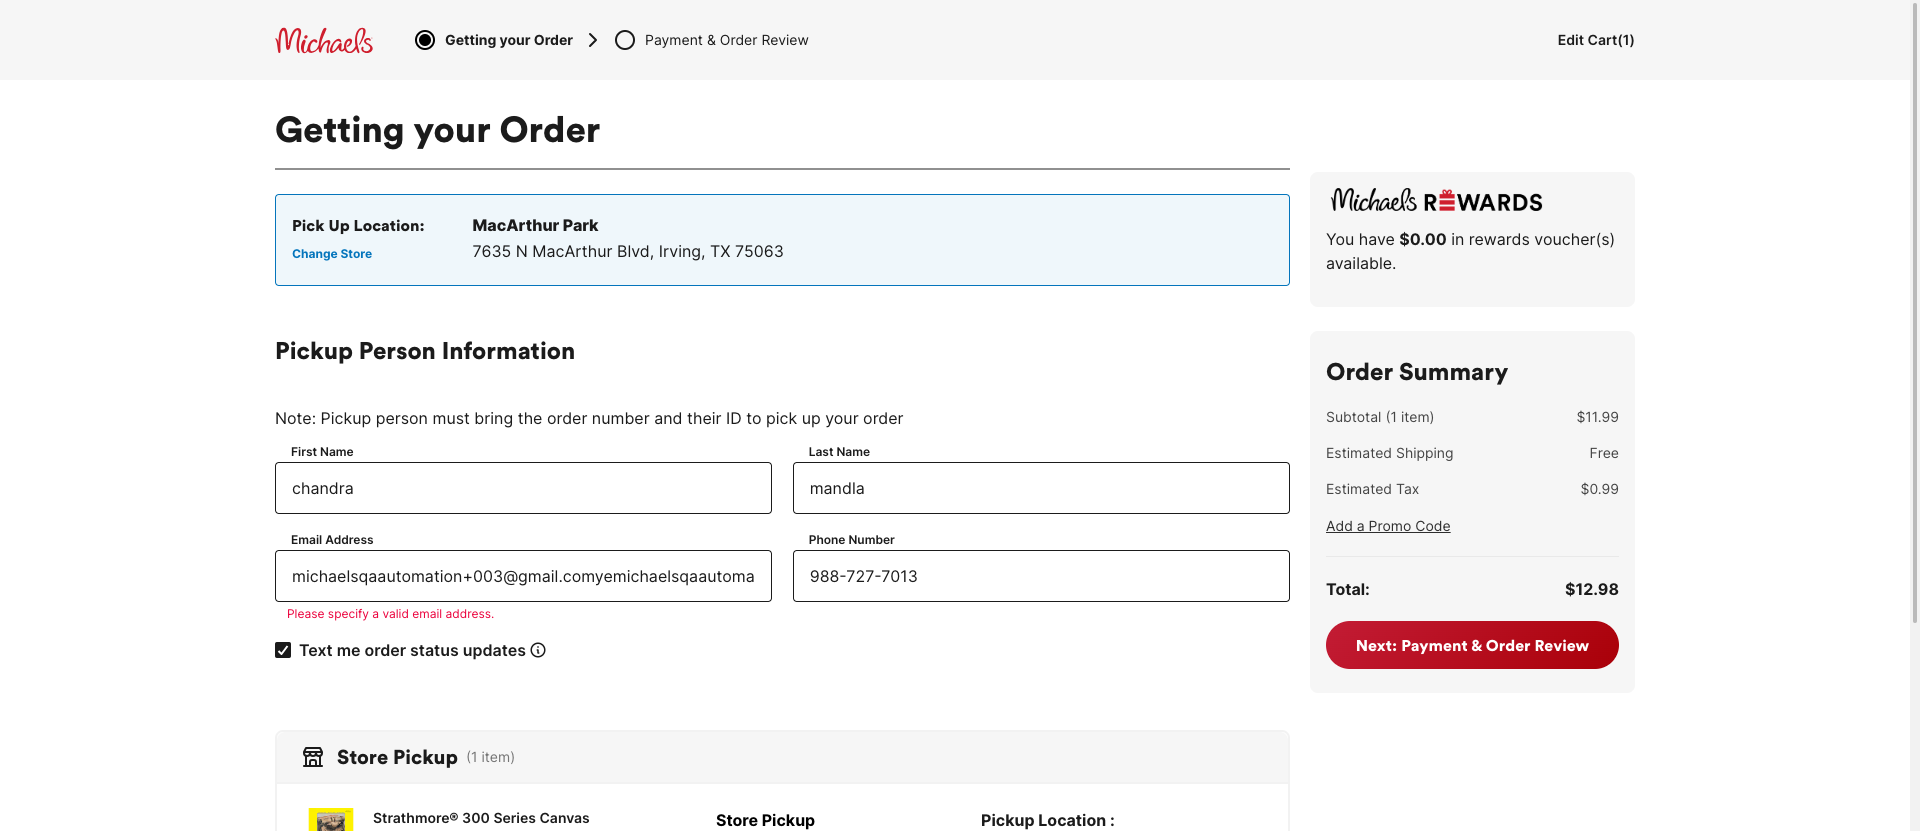 Michaels
Getting your Order
Payment & Order Review
Edit Cart(1)
Getting your Order
Pick Up Location:
Change Store
MacArthur Park
7635 N MacArthur Blvd, Irving, TX 75063
Michaels REWARDS
You have $0.00 in rewards voucher(s)
available.
Pickup Person Information
Note: Pickup person must bring the order number and their ID to pick up your order
First Name
chandra
Last Name
mandla
Email Address
michaelsqaautomation+003@gmail.comyemichaelsqaautoma
Please specify a valid email address.
Phone Number
988-727-7013
Text me order status updates
Order Summary
Subtotal (1 item) $11.99
Estimated Shipping Free
Estimated Tax $0.99
Add a Promo Code
Total: $12.98
Next: Payment & Order Review
Store Pickup (1 item)
Strathmore® 300 Series Canvas
Store Pickup
Pickup Location :